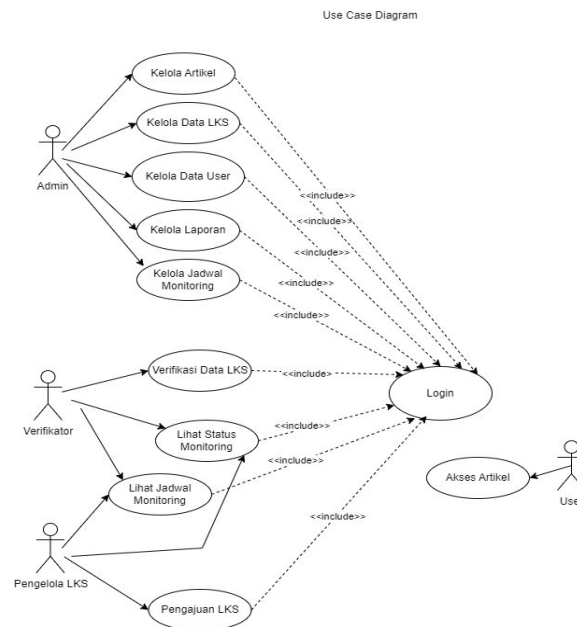 Use Case Diagram
Kelola Artikel
Kelola Data LKS
Admin
Kelola Data User
<<include>>
<<include>>
Kelola Laporan
<<include>>
<<include>>
Kelola Jadwal
Monitoring
<<include>>
Verifikasi Data LKS
<<include>
Login
Verifikator
Lihat Status
Monitoring
<<include>>
<<include>>
Akses Artikel
Lihat Jadwal
Monitoring
Use
<<include>>
Pengelola LKS
Pengajuan LKS